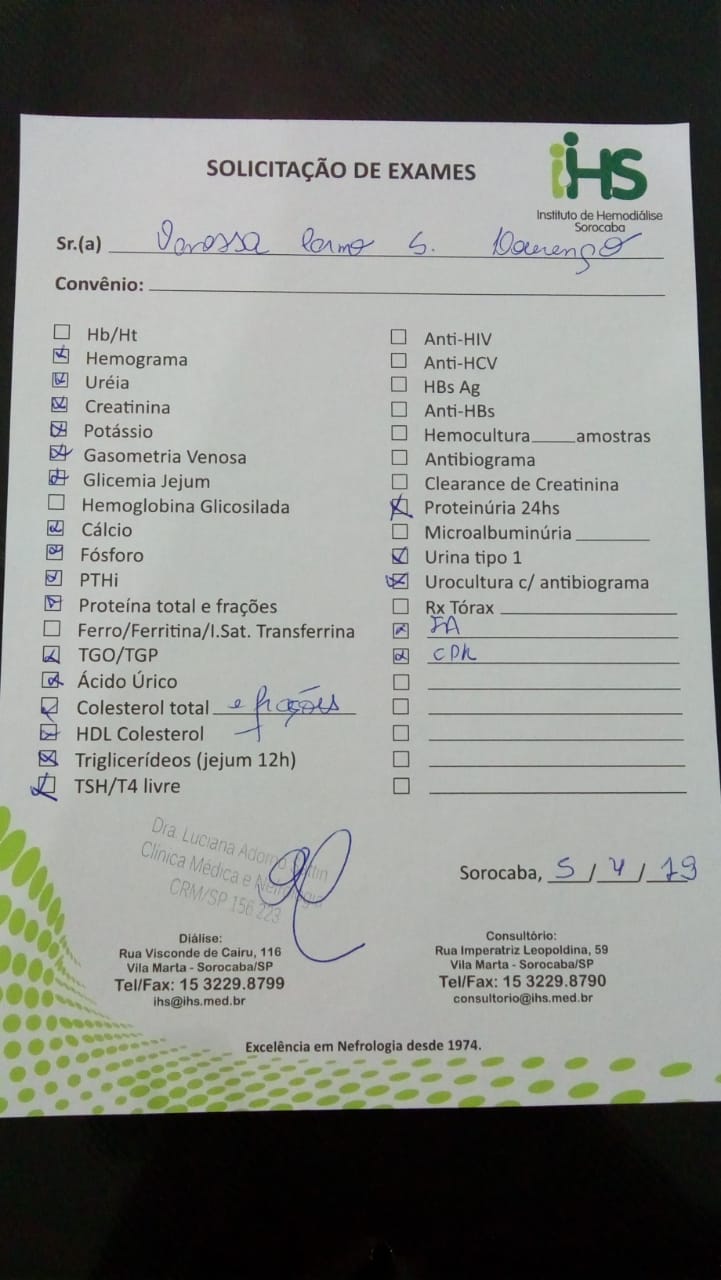 SOLICITAÇÃO DE EXAMES
iHS
Instituto de Hemodiálise
Sorocaba
Sr.(a) Vanessa Carmo S. Lourenço
Convênio:
Hb/Ht
Hemograma
Uréia
Creatinina
Potássio
Gasometria Venosa
Glicemia Jejum
Hemoglobina Glicosilada
Cálcio
Fósforo
PTHi
Proteína total e frações
Ferro/Ferritina/I.Sat. Transferrina
TGO/TGP
Ácido Úrico
Colesterol total e frações
HDL Colesterol
Triglicerídeos (jejum 12h)
TSH/T4 livre
Anti-HIV
Anti-HCV
HBs Ag
Anti-HBs
Hemocultura_____amostras
Antibiograma
Clearance de Creatinina
Proteinúria 24hs
Microalbuminúria ________
Urina tipo 1
Urocultura c/ antibiograma
Rx Tórax
FA
CPK
Dra. Luciana Adorno
Clínica Médica e
CRM/SP 156 223
Sorocaba, 5/4/19
Diálise:
Rua Visconde de Cairu, 116
Vila Marta - Sorocaba/SP
Tel/Fax: 15 3229.8799
ihs@ihs.med.br
Consultório:
Rua Imperatriz Leopoldina, 59
Vila Marta - Sorocaba/SP
Tel/Fax: 15 3229.8790
consultorio@ihs.med.br
Excelência em Nefrologia desde 1974.